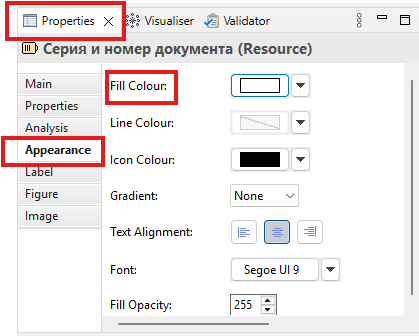 Properties Visualiser Validator
Серия и номер документа (Resource)
Main
Properties
Analysis
Appearance
Label
Figure
Image
Fill Colour:
Line Colour:
Icon Colour:
Gradient: None
Text Alignment:
Font: Segoe UI 9
Fill Opacity: 255